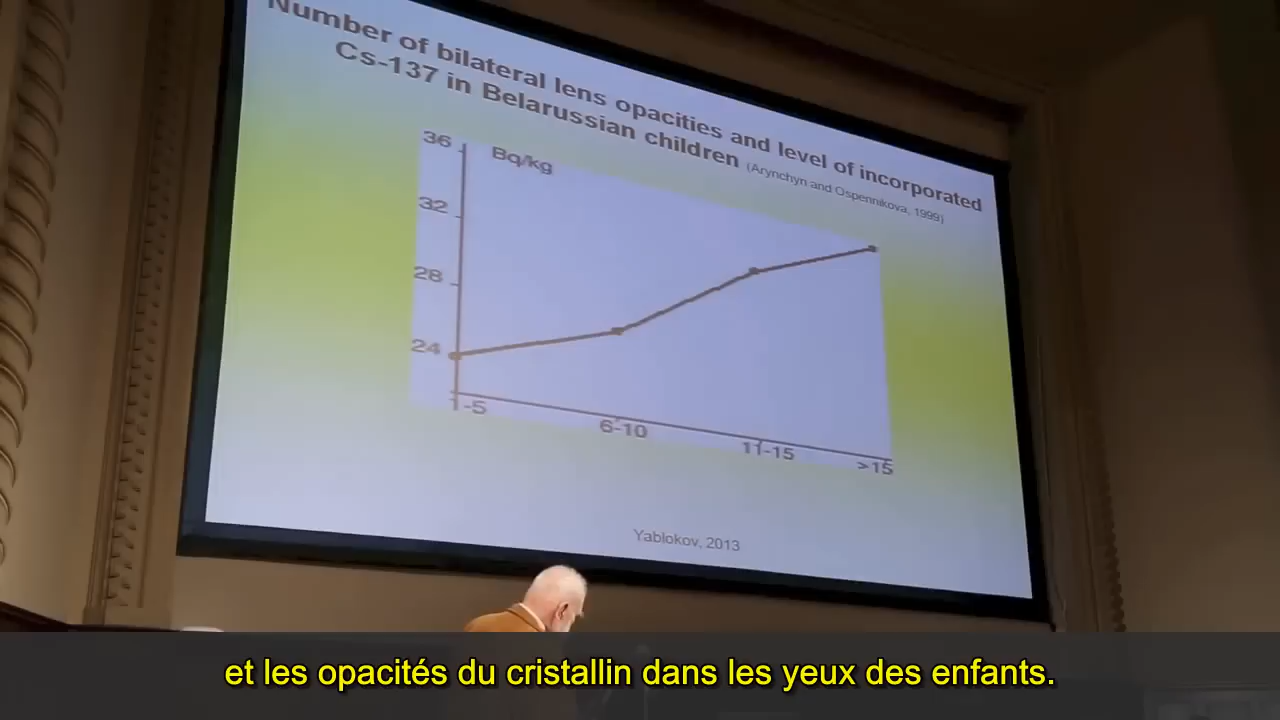 Number of bilateral lens opacities and level of incorporated
Cs-137 in Belarussian children (Arynchyn and Ospennikova, 1999)
Bq/kg
36
32
28
24
1-5
6-10
11-15
>15
Yablokov, 2013
et les opacités du cristallin dans les yeux des enfants.